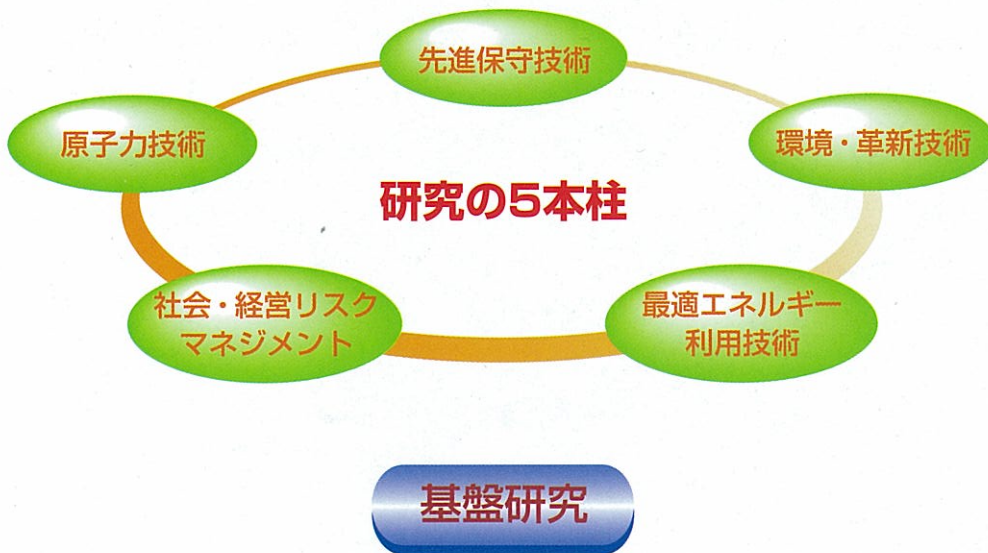 先進保守技術
原子力技術
環境・革新技術
研究の5本柱
社会・経営リスク
マネジメント
最適エネルギー
利用技術
基盤研究